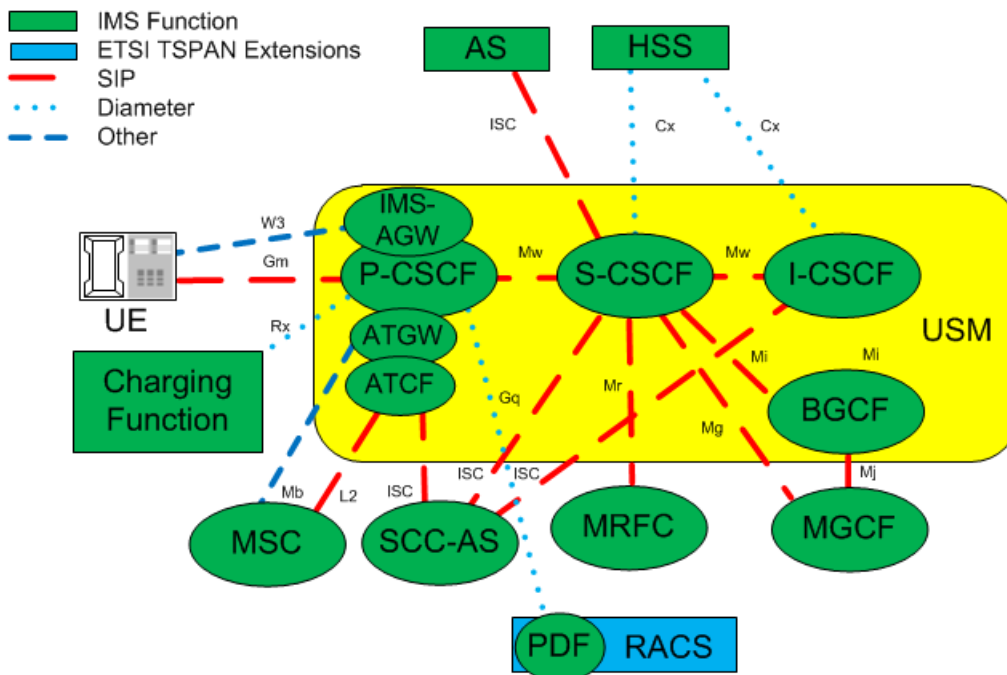 IMS Function
ETSI TSPAN Extensions
SIP
Diameter
Other
AS
HSS
ISC
Cx
Cx
IMS-
AGW
W3
Gm
P-CSCF
Mw
S-CSCF
Mw
I-CSCF
UE
USM
Rx
ATGW
ATCF
Charging
Function
Gq
Mr
Mi
Mi
Mg
BGCF
Mb
L2
ISC
ISC
ISC
Mj
MSC
SCC-AS
MRFC
MGCF
PDF
RACS